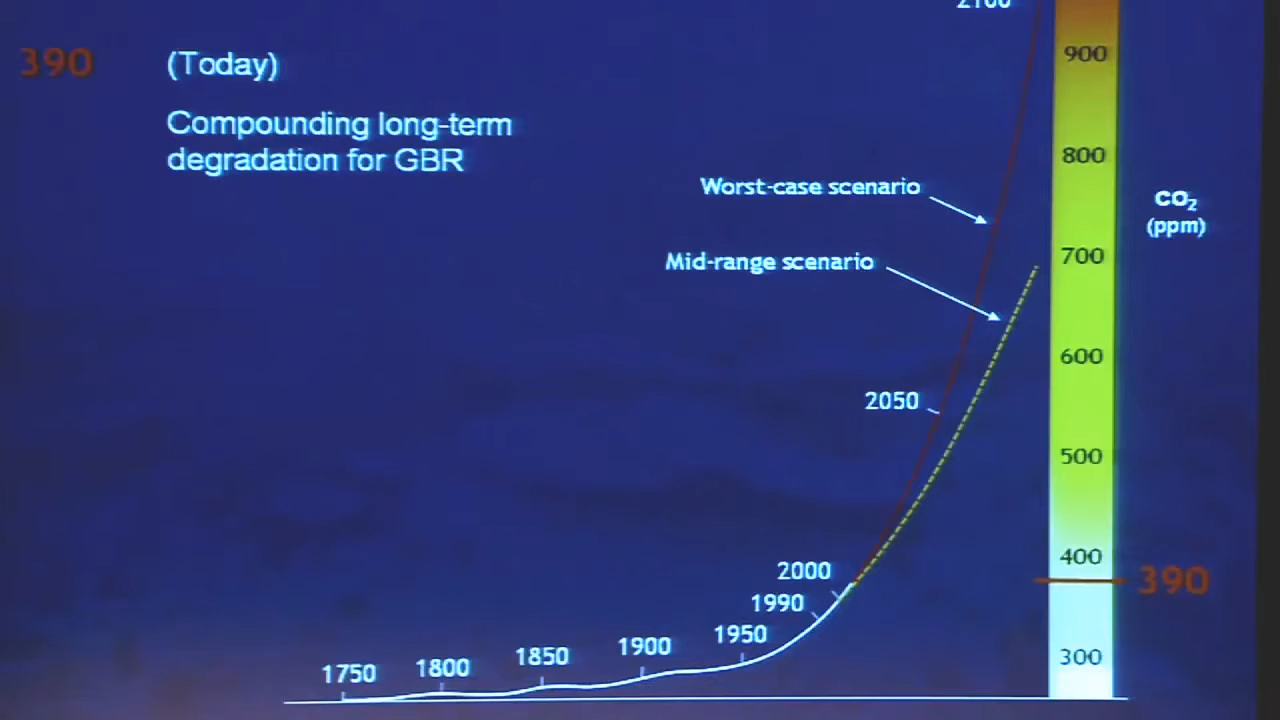 2100
390 (Today)
Compounding long-term
degradation for GBR
900
800
Worst-case scenario
CO₂
(ppm)
Mid-range scenario
700
600
2050
500
400
390
2000
1990
1950
1900
1850
1800
1750
300